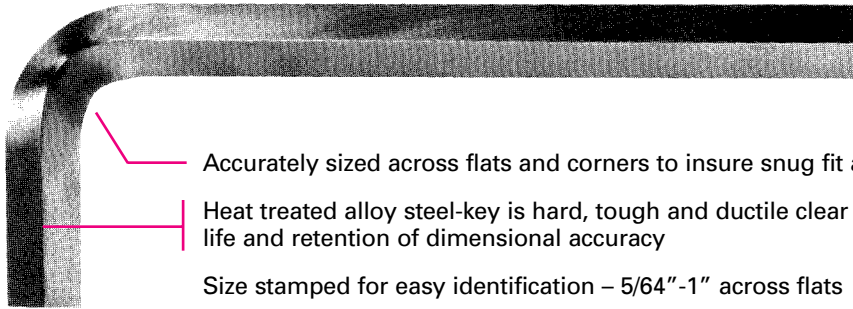 Accurately sized across flats and corners to insure snug fit
Heat treated alloy steel-key is hard, tough and ductile clear
life and retention of dimensional accuracy
Size stamped for easy identification – 5/64″-1″ across flats